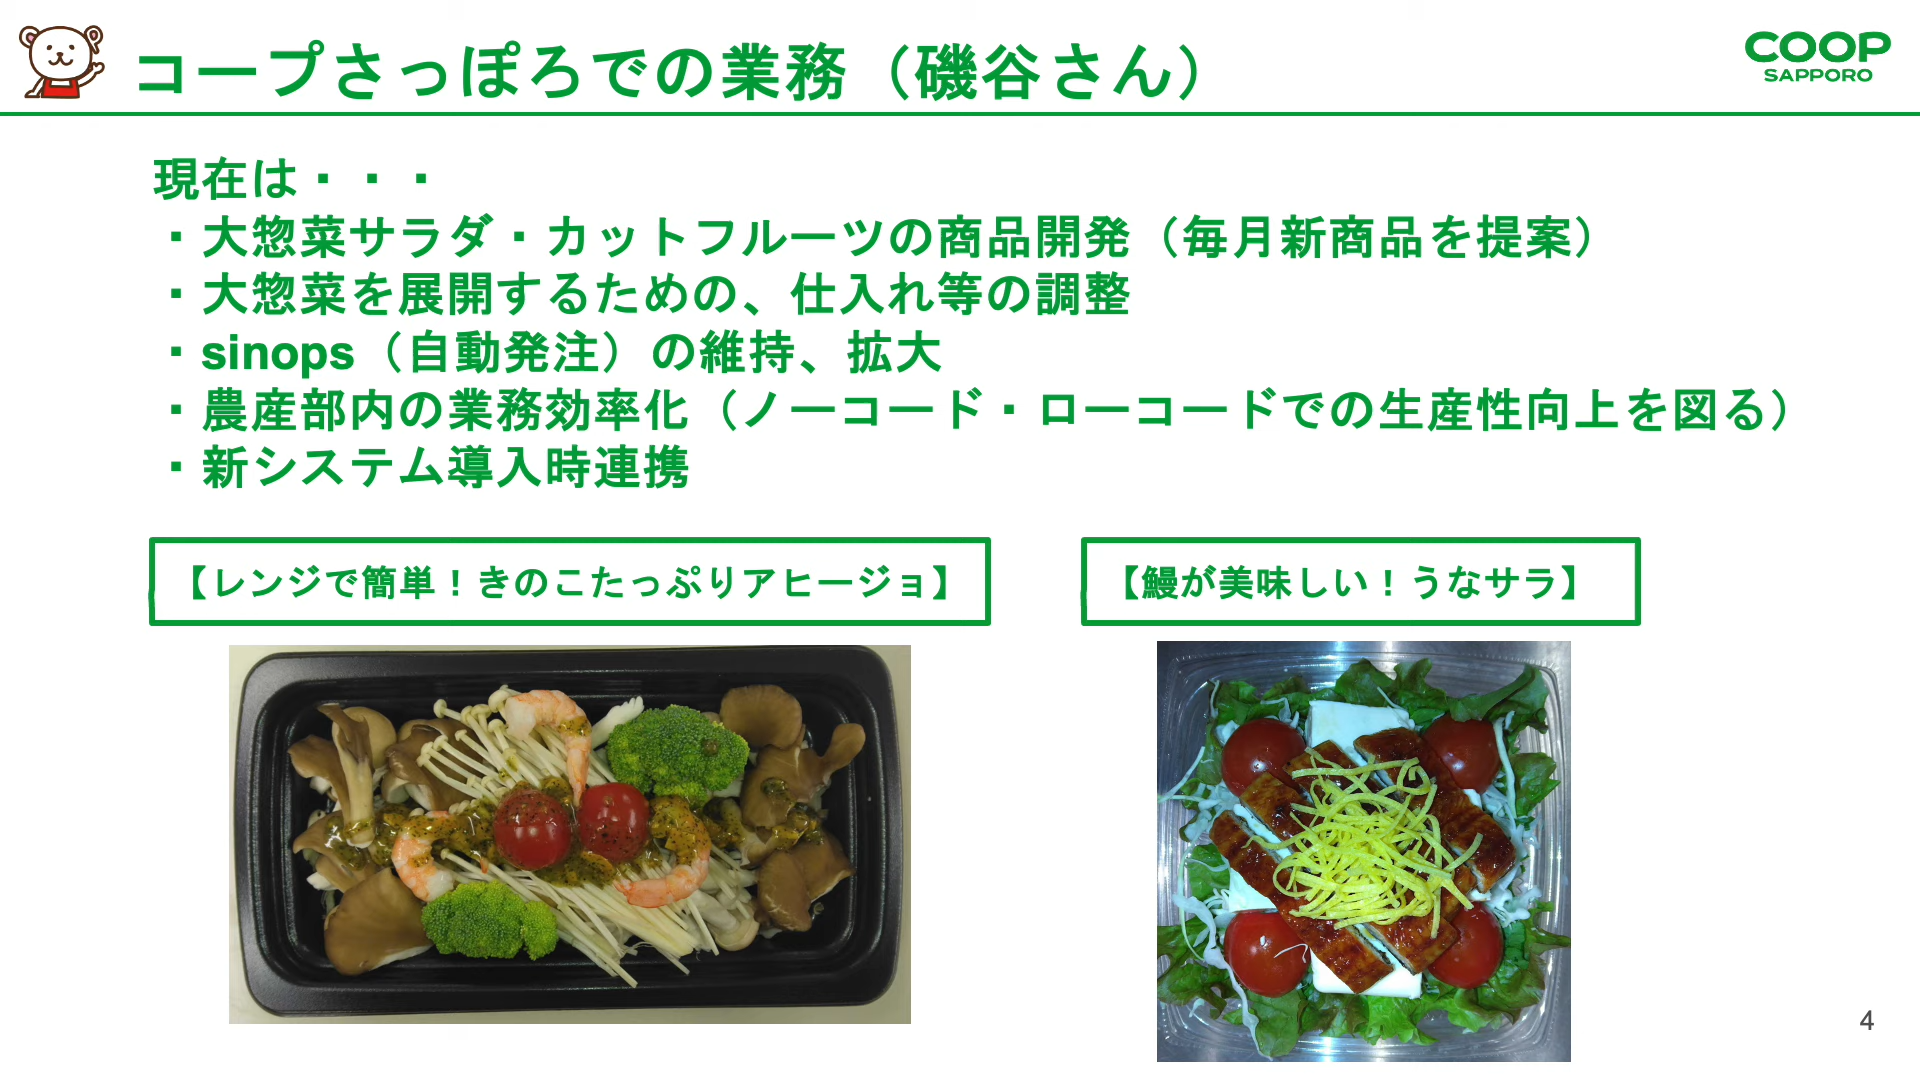 コープさっぽろでの業務（磯谷さん）
COOP
SAPPORO
現在は・・・
・大惣菜サラダ・カットフルーツの商品開発（毎月新商品を提案）
・大惣菜を展開するための、仕入れ等の調整
・sinops（自動発注）の維持、拡大
・農産部内の業務効率化（ノーコード・ローコードでの生産性向上を図る）
・新システム導入時連携
【レンジで簡単！きのこたっぷりアヒージョ】
【鰻が美味しい！うなサラ】
4